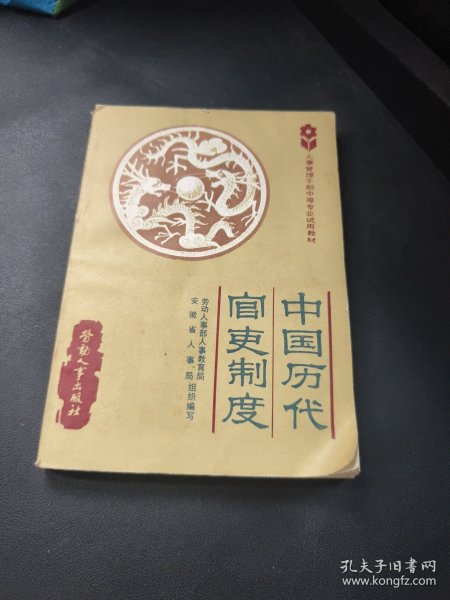 人事管理干部中等专业试用教材
中国历代
官吏制度
劳动人事部人事教育局
安徽省人事局组织编写
劳动人事出版社
孔夫子旧书网
www.kongfz.com